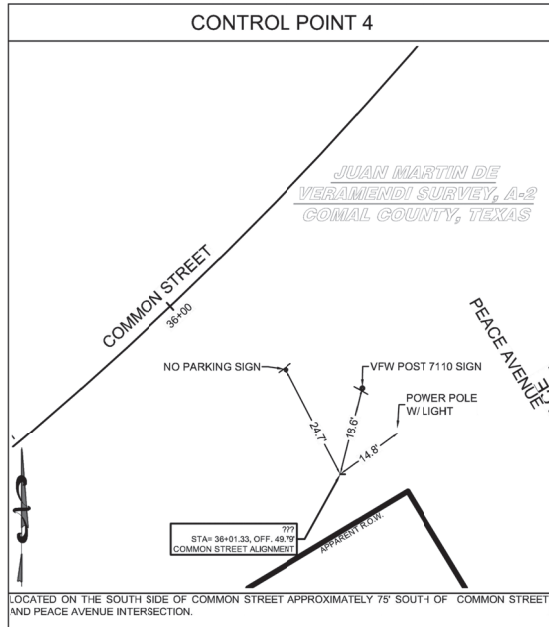 CONTROL POINT 4
JUAN MARTIN DE
VERAMENDI SURVEY, A-2
COMAL COUNTY, TEXAS
COMMON STREET
36+00
PEACE AVENUE
NO PARKING SIGN
VFW POST 7110 SIGN
POWER POLE
W/ LIGHT
24.7'
18.6'
14.8'
???
STA= 36+01.33, OFF. 49.79'
COMMON STREET ALIGNMENT
APPARENT R.O.W.
LOCATED ON THE SOUTH SIDE OF COMMON STREET APPROXIMATELY 75' SOUTH OF COMMON STREET
AND PEACE AVENUE INTERSECTION.